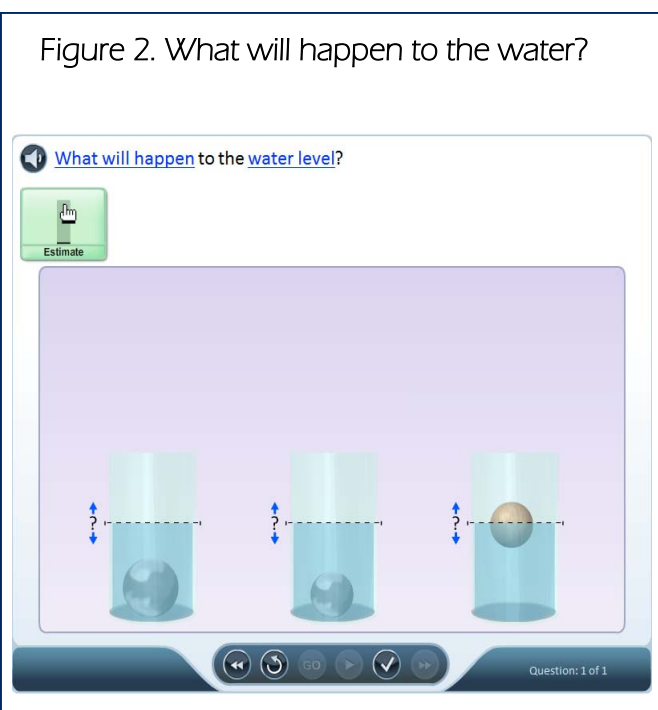 Figure 2. What will happen to the water?
What will happen to the water level?
Estimate
? ? ?
GO
Question: 1 of 1